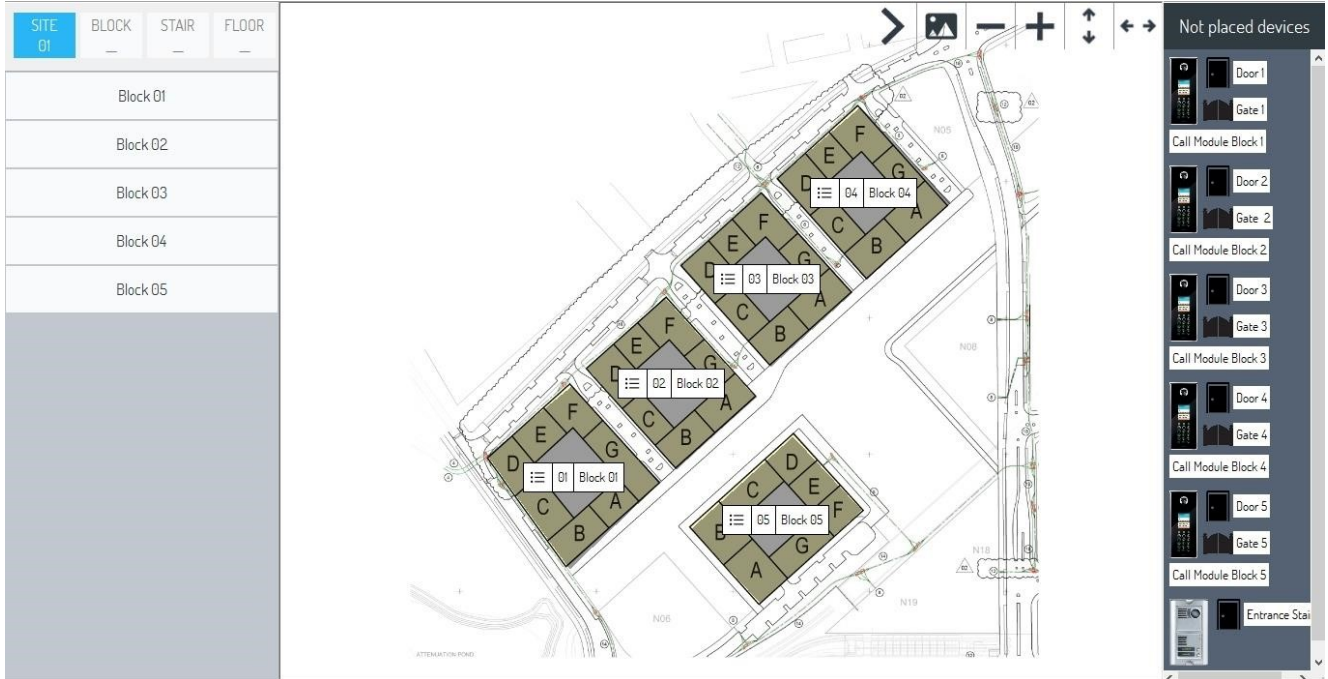 SITE BLOCK STAIR FLOOR
01 _ _ _
Block 01
Block 02
Block 03
Block 04
Block 05
02
02
N05
F
E
G
D
04 Block 04
C
A
B
F
E
G
D
03 Block 03
C
A
B
N08
F
E
G
D
02 Block 02
C
A
B
F
E
G
D
01 Block 01
C
A
B
D
C
E
F
B
05 Block 05
G
A
N18
02
N19
N06
ATTENUATION POND
Not placed devices
Door 1
Gate 1
Call Module Block 1
Door 2
Gate 2
Call Module Block 2
Door 3
Gate 3
Call Module Block 3
Door 4
Gate 4
Call Module Block 4
Door 5
Gate 5
Call Module Block 5
Entrance Stai